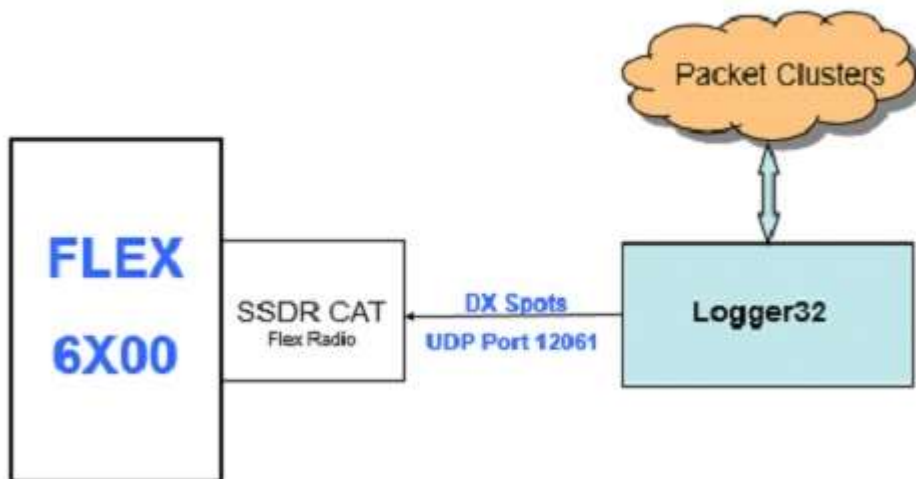 Packet Clusters
FLEX
6X00
SSDR CAT
Flex Radio
DX Spots
UDP Port 12061
Logger32